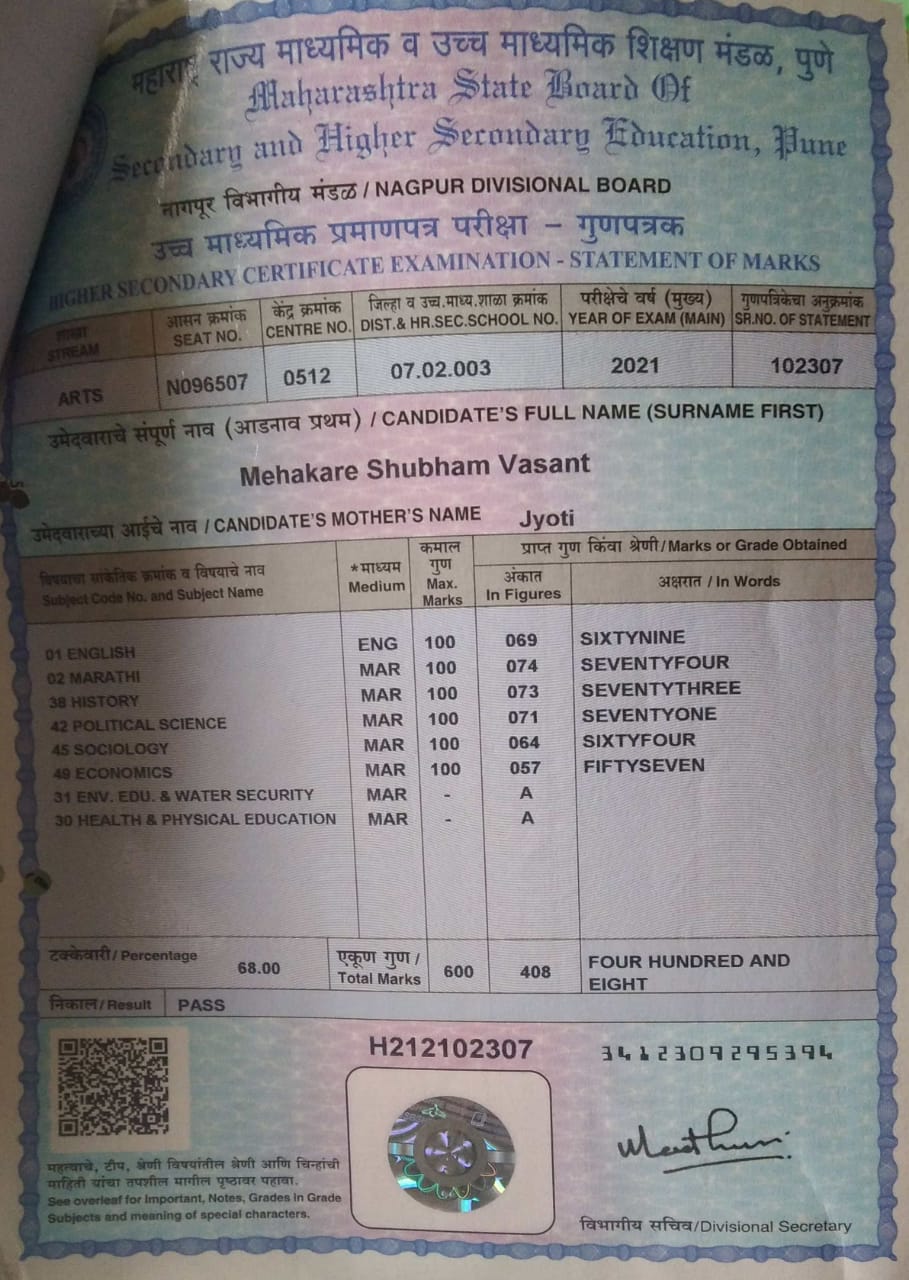 महाराष्ट्र राज्य माध्यमिक व उच्च माध्यमिक शिक्षण मंडळ, पुणे
Maharashtra State Board Of
Secondary and Higher Secondary Education, Pune
नागपूर विभागीय मंडळ / NAGPUR DIVISIONAL BOARD
उच्च माध्यमिक प्रमाणपत्र परीक्षा - गुणपत्रक
HIGHER SECONDARY CERTIFICATE EXAMINATION - STATEMENT OF MARKS
शाखा आसन क्रमांक केंद्र क्रमांक जिल्हा व उच्च.माध्य.शाळा क्रमांक परीक्षेचे वर्ष (मुख्य) गुणपत्रिकेचा अनुक्रमांक
STREAM SEAT NO. CENTRE NO. DIST.& HR.SEC.SCHOOL NO. YEAR OF EXAM (MAIN) SR.NO. OF STATEMENT
ARTS N096507 0512 07.02.003 2021 102307
उमेदवाराचे संपूर्ण नाव (आडनाव प्रथम) / CANDIDATE'S FULL NAME (SURNAME FIRST)
Mehakare Shubham Vasant
उमेदवाराच्या आईचे नाव / CANDIDATE'S MOTHER'S NAME Jyoti
विषयाचा सांकेतिक क्रमांक व विषयाचे नाव
Subject Code No. and Subject Name
*माध्यम
Medium
कमाल
गुण
Max.
Marks
प्राप्त गुण किंवा श्रेणी/Marks or Grade Obtained
अंकात
In Figures
अक्षरात / In Words
01 ENGLISH ENG 100 069 SIXTYNINE
02 MARATHI MAR 100 074 SEVENTYFOUR
38 HISTORY MAR 100 073 SEVENTYTHREE
42 POLITICAL SCIENCE MAR 100 071 SEVENTYONE
45 SOCIOLOGY MAR 100 064 SIXTYFOUR
49 ECONOMICS MAR 100 057 FIFTYSEVEN
31 ENV. EDU. & WATER SECURITY MAR - A
30 HEALTH & PHYSICAL EDUCATION MAR - A
टक्केवारी/ Percentage 68.00
एकूण गुण /
Total Marks 600 408
FOUR HUNDRED AND
EIGHT
निकाल/ Result PASS
H212102307
3412309295394
महत्वाचे, टीप, श्रेणी विषयांतील श्रेणी आणि चिन्हांची
माहिती यांचा तपशील मागील पृष्ठावर पहावा.
See overleaf for Important, Notes, Grades in Grade
Subjects and meaning of special characters.
विभागीय सचिव/Divisional Secretary